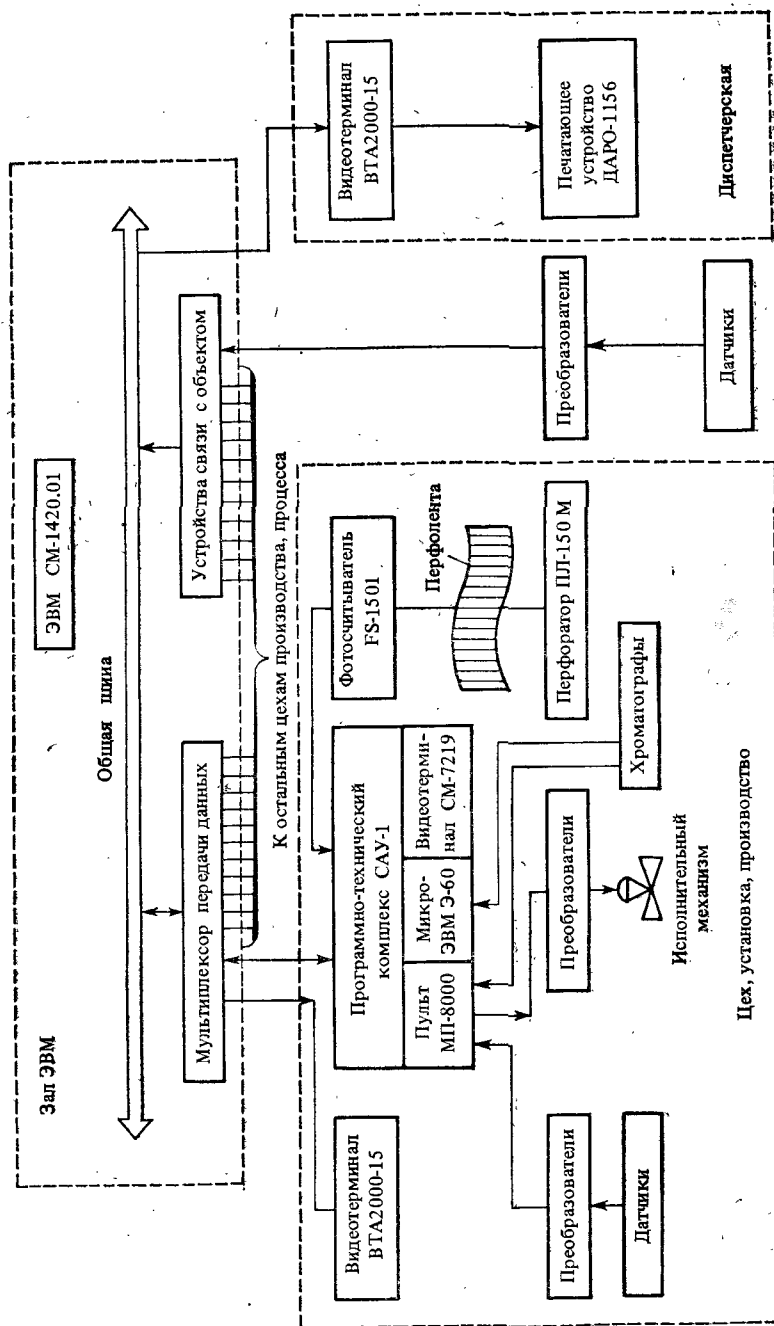 Зал ЭВМ
ЭВМ СМ-1420.01
Общая шина
Мультиплексор передачи данных
Устройства связи с объектом
К остальным цехам производства, процесса
Видеотерминал
ВТА2000-15
Программно-технический
комплекс САУ-1
Пульт
МП-8000
Микро-
ЭВМ Э-60
Видеотерми-
нал СМ-7219
Фотосчитыватель
FS-1501
Перфолента
Перфоратор ПЛ-150 М
Преобразователи
Датчики
Преобразователи
Исполнительный
механизм
Хроматографы
Цех, установка, производство
Преобразователи
Датчики
Видеотерминал
ВТА2000-15
Печатающее
устройство
ДАРО-1156
Диспетчерская